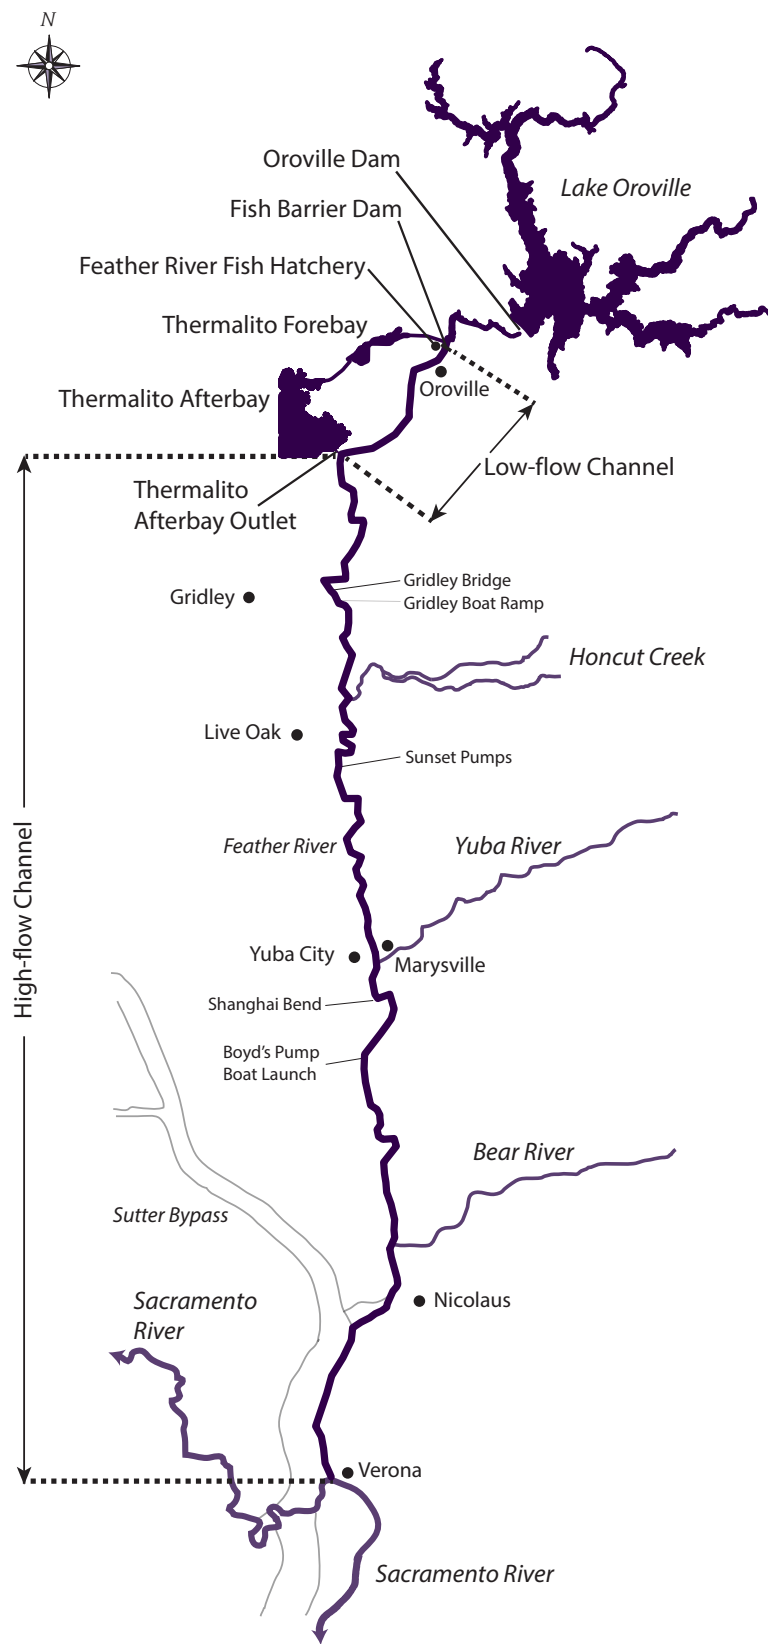 N
Oroville Dam
Lake Oroville
Fish Barrier Dam
Feather River Fish Hatchery
Thermalito Forebay
Oroville
Thermalito Afterbay
Low-flow Channel
Thermalito
Afterbay Outlet
Gridley Bridge
Gridley
Gridley Boat Ramp
Honcut Creek
Live Oak
Sunset Pumps
Feather River
Yuba River
High-flow Channel
Yuba City
Marysville
Shanghai Bend
Boyd's Pump
Boat Launch
Bear River
Sutter Bypass
Sacramento
River
Nicolaus
Verona
Sacramento River